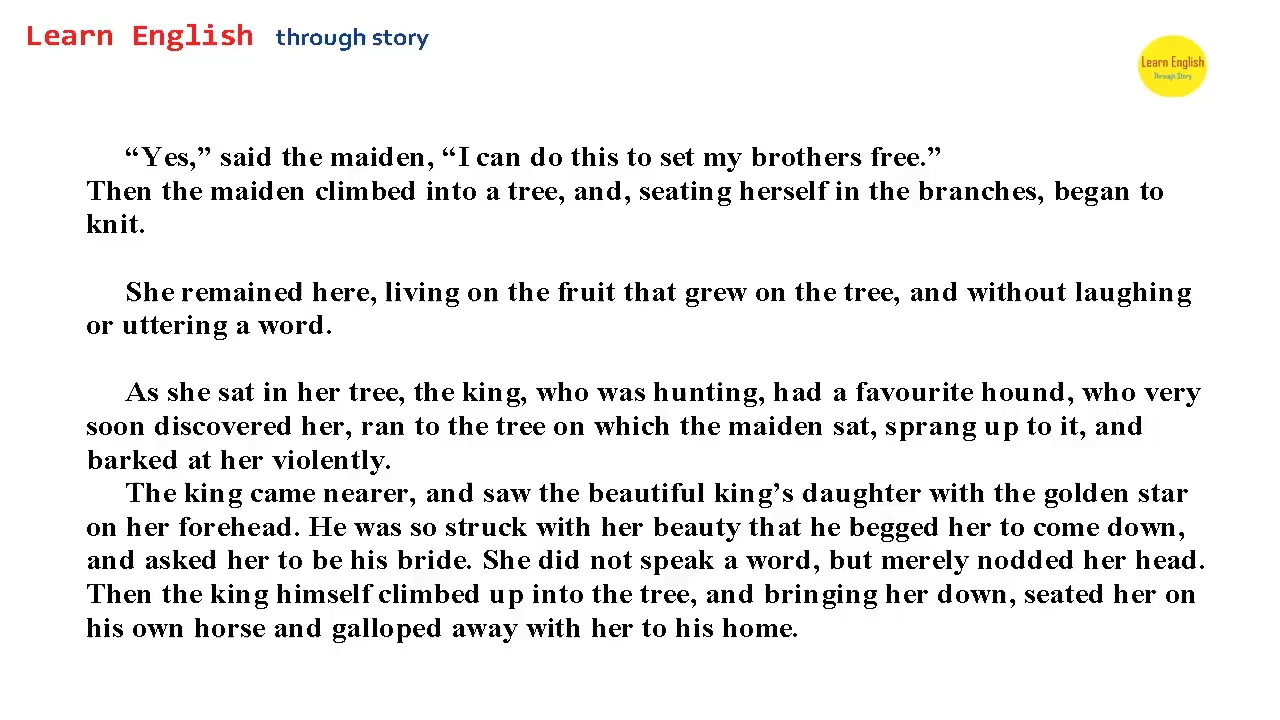 Learn English through story
Learn English
Through Story
“Yes,” said the maiden, “I can do this to set my brothers free.”
Then the maiden climbed into a tree, and, seating herself in the branches, began to
knit.
She remained here, living on the fruit that grew on the tree, and without laughing
or uttering a word.
As she sat in her tree, the king, who was hunting, had a favourite hound, who very
soon discovered her, ran to the tree on which the maiden sat, sprang up to it, and
barked at her violently.
The king came nearer, and saw the beautiful king’s daughter with the golden star
on her forehead. He was so struck with her beauty that he begged her to come down,
and asked her to be his bride. She did not speak a word, but merely nodded her head.
Then the king himself climbed up into the tree, and bringing her down, seated her on
his own horse and galloped away with her to his home.